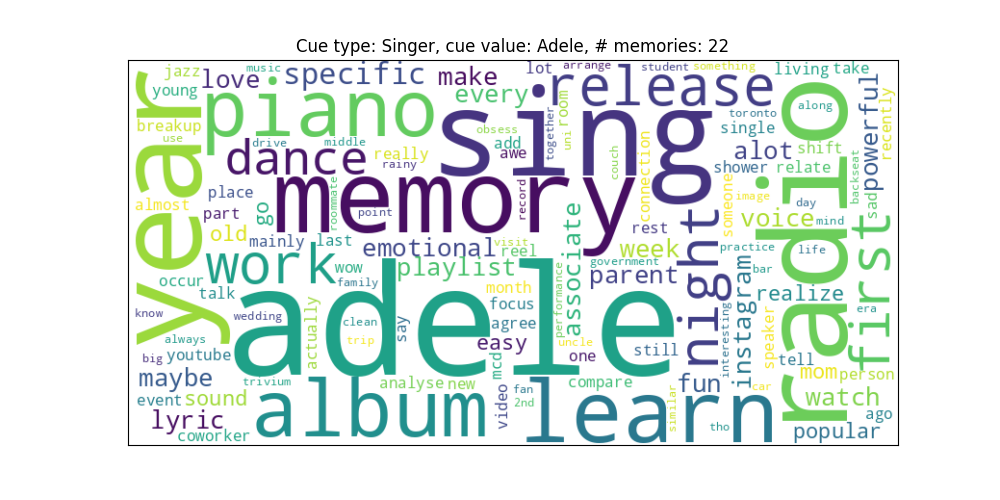 Cue type: Singer, cue value: Adele, # memories: 22
jazz music specific make lot arrange student something living take
young love release
piano every room along powerful recently
breakup use sing obsess add together uni toronto single
drive middle really awe alot shift
dance rainy couch connection shower relate backseat
place memory record someone image sad
almost roommate
part go point rest voice day mind
old mainly last emotional visit reel week night practice life
work wow playlist associate government parent bar first
occur family month performance realize radio
talk adele focus instagram era
know wedding actually clean say agree interesting speaker
year always trip easy uncle one still tell
big youtube mcd mom person
maybe trivium analyse new compare fun car watch
event sound album video fan learn similar ago
lyric 2nd tho popular
coworker